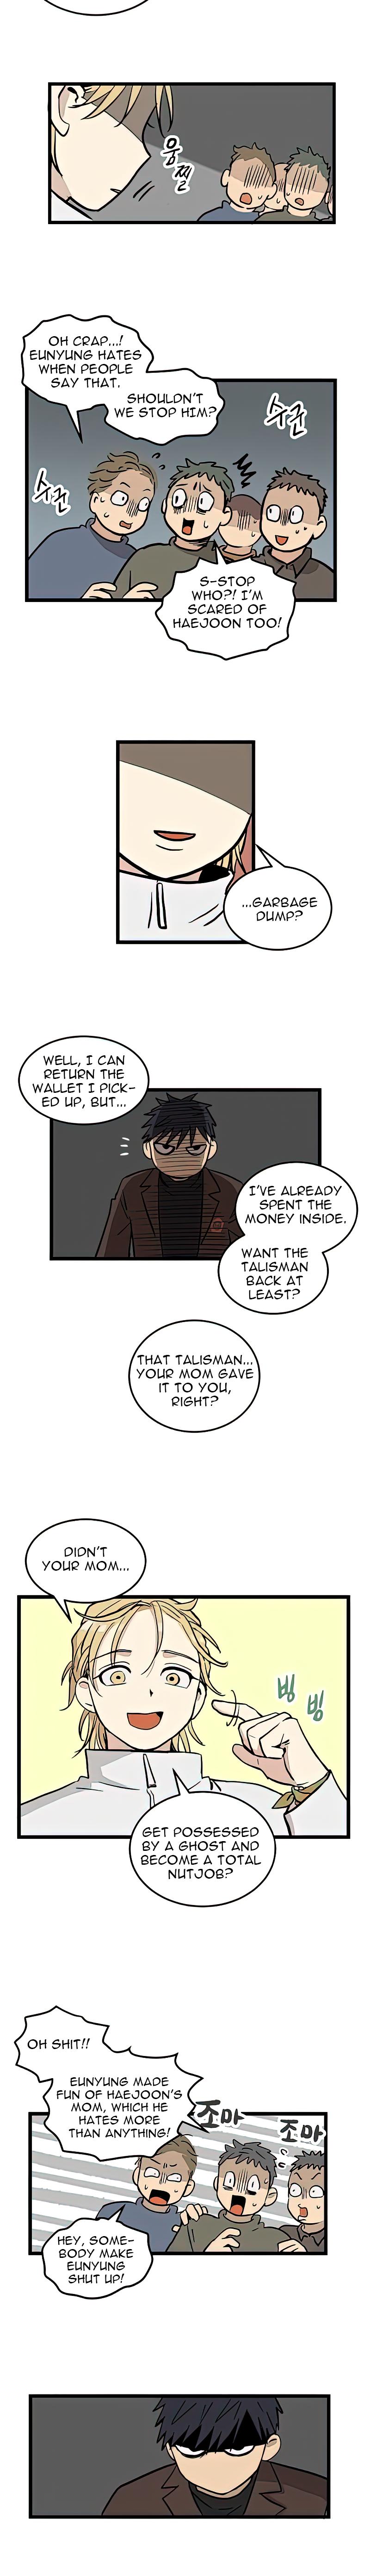 움찔
OH CRAP...!
EUNYUNG HATES
WHEN PEOPLE
SAY THAT.
SHOULDN'T
WE STOP HIM?
수군
수군
S-STOP
WHO?! I'M
SCARED OF
HAEJOON TOO!
...GARBAGE
DUMP?
WELL, I CAN
RETURN THE
WALLET I PICK-
ED UP, BUT...
I'VE ALREADY
SPENT THE
MONEY INSIDE.
WANT THE
TALISMAN
BACK AT
LEAST?
THAT TALISMAN...
YOUR MOM GAVE
IT TO YOU,
RIGHT?
DIDN'T
YOUR MOM...
빙
빙
GET POSSESSED
BY A GHOST AND
BECOME A TOTAL
NUTJOB?
OH SHIT!!
EUNYUNG MADE
FUN OF HAEJOON'S
MOM, WHICH HE
HATES MORE
THAN ANYTHING!
조마
조마
HEY, SOME-
BODY MAKE
EUNYUNG
SHUT UP!